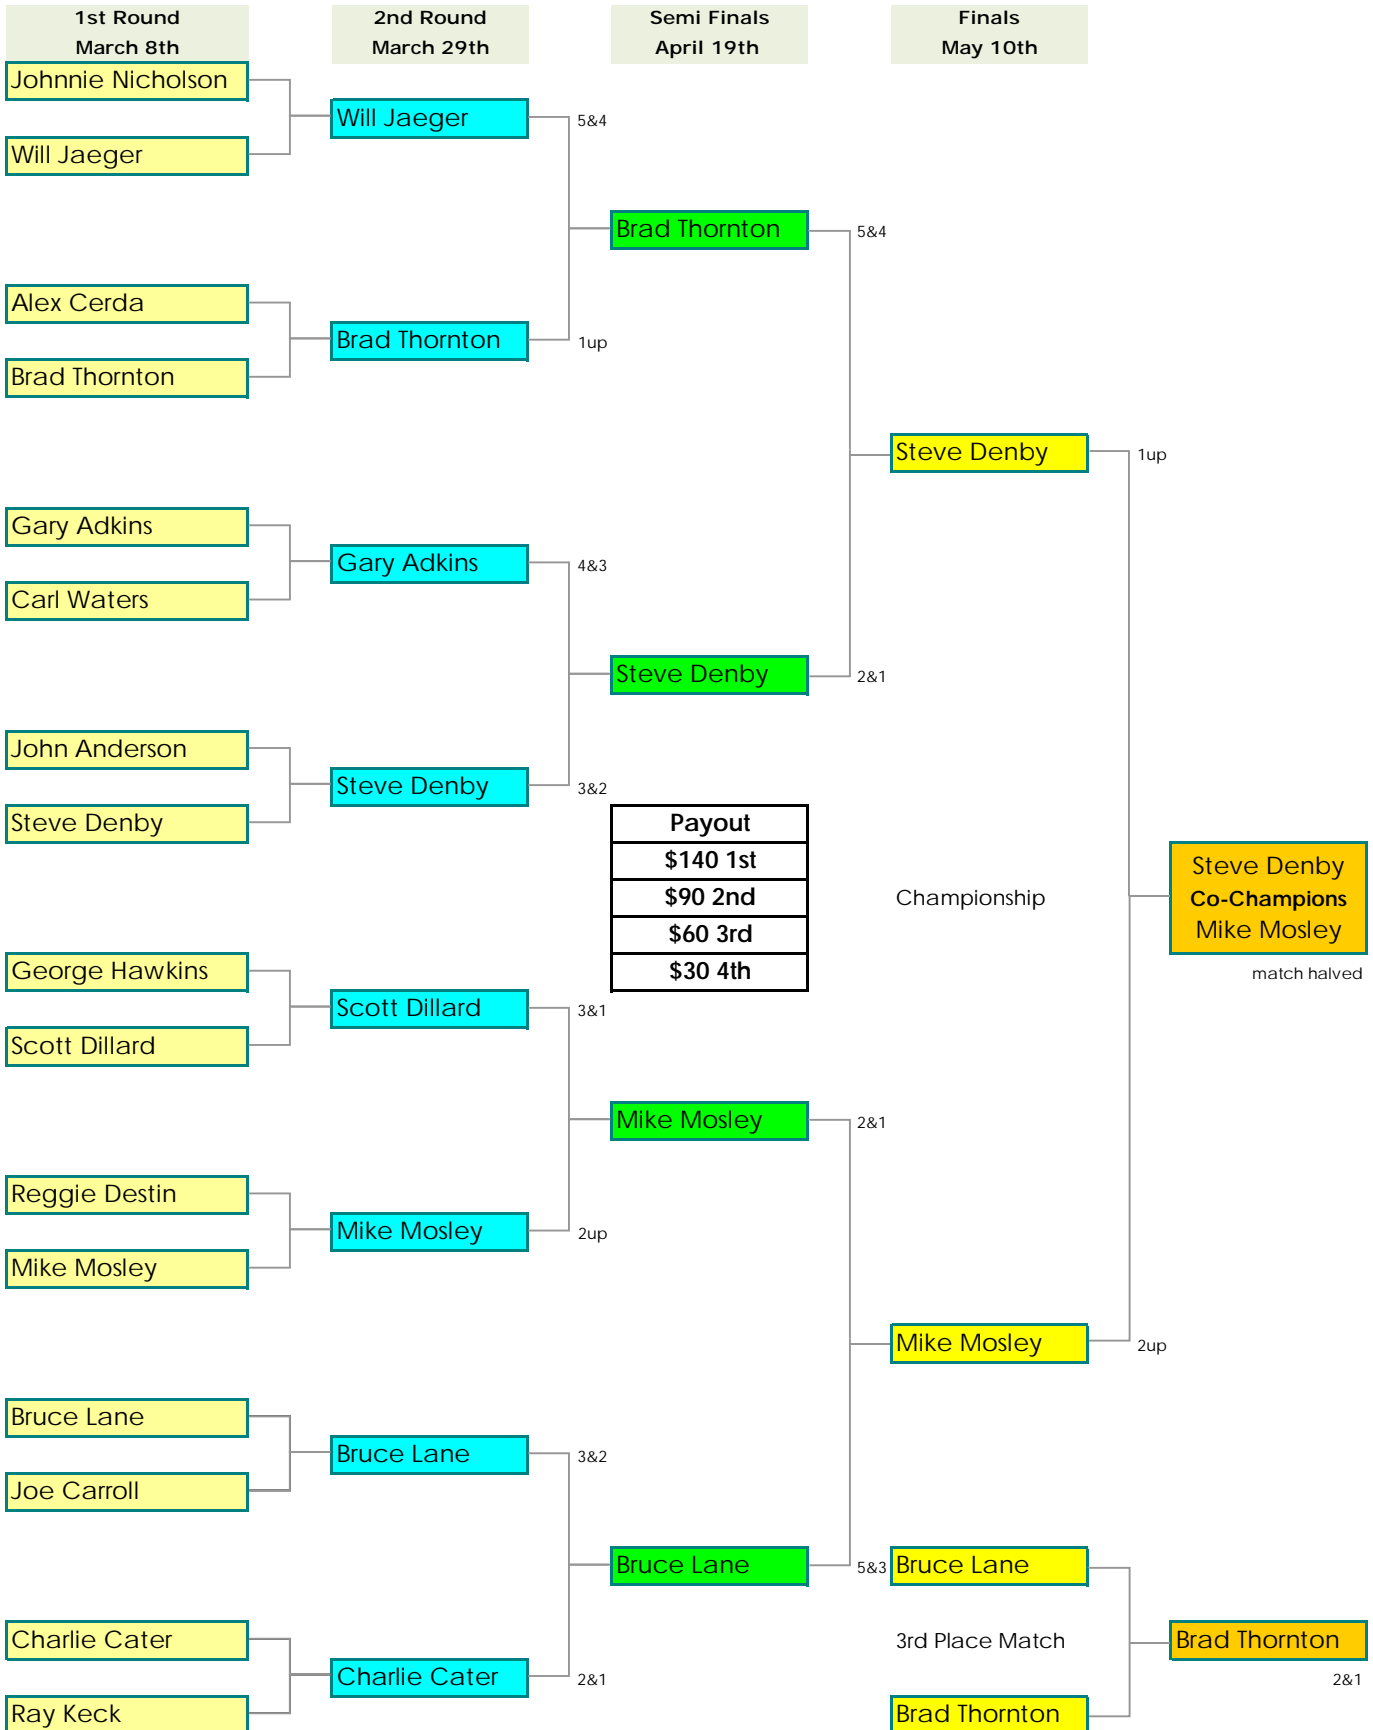 1st Round
March 8th
2nd Round
March 29th
Semi Finals
April 19th
Finals
May 10th
Johnnie Nicholson
Will Jaeger
5&4
Will Jaeger
Brad Thornton
5&4
Alex Cerda
Brad Thornton
1up
Brad Thornton
Steve Denby
1up
Gary Adkins
Gary Adkins
4&3
Carl Waters
Steve Denby
2&1
John Anderson
Steve Denby
3&2
Steve Denby
Payout
$140 1st
$90 2nd
$60 3rd
$30 4th
Championship
Steve Denby
Co-Champions
Mike Mosley
match halved
George Hawkins
Scott Dillard
3&1
Scott Dillard
Mike Mosley
2&1
Reggie Destin
Mike Mosley
2up
Mike Mosley
Mike Mosley
2up
Bruce Lane
Bruce Lane
3&2
Joe Carroll
Bruce Lane
5&3
Bruce Lane
Charlie Cater
3rd Place Match
Brad Thornton
2&1
Charlie Cater
2&1
Ray Keck
Brad Thornton